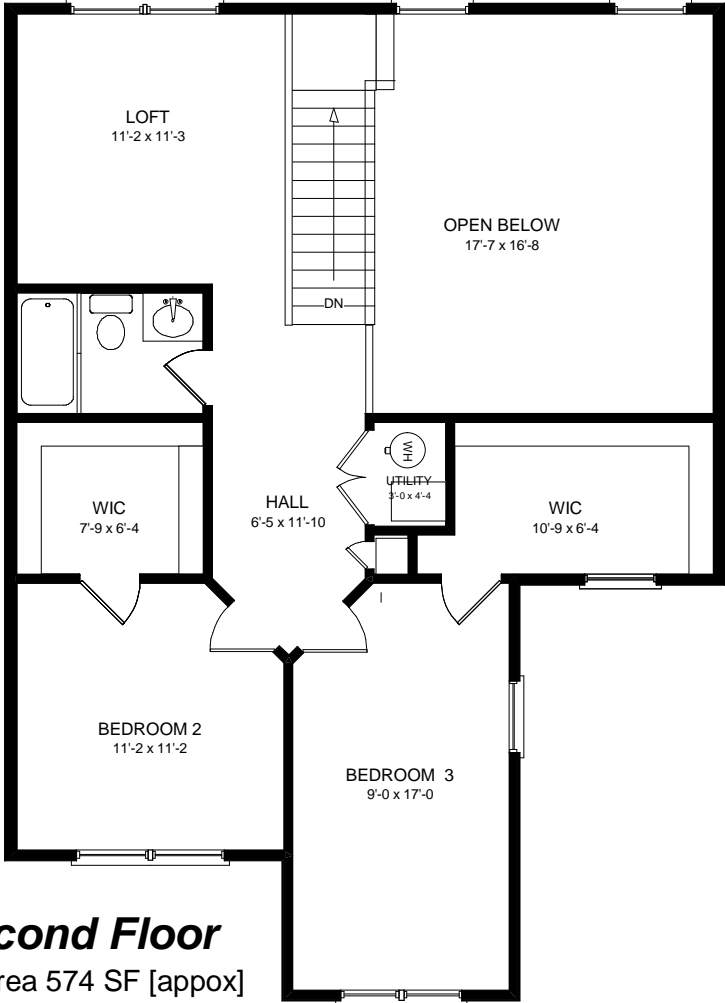 LOFT
11'-2 x 11'-3
OPEN BELOW
17'-7 x 16'-8
DN
WH
UTILITY
3'-0 x 4'-4
WIC
7'-9 x 6'-4
HALL
6'-5 x 11'-10
WIC
10'-9 x 6'-4
BEDROOM 2
11'-2 x 11'-2
BEDROOM 3
9'-0 x 17'-0
cond Floor
rea 574 SF [appox]